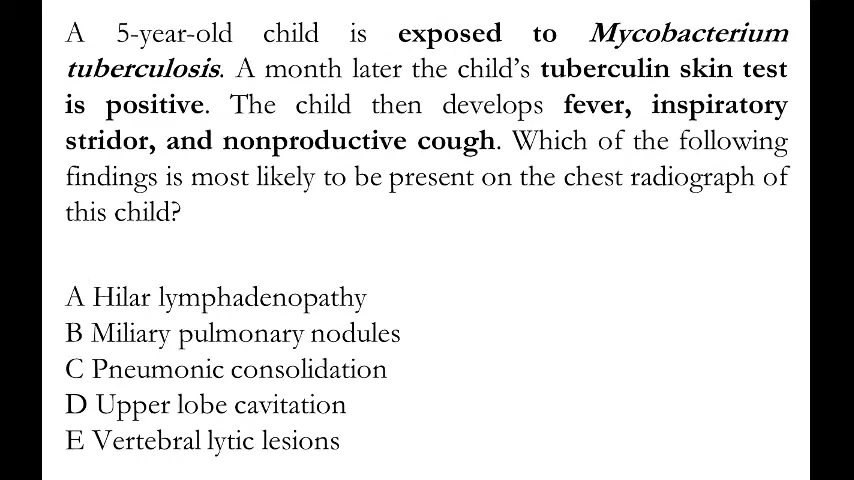 A 5-year-old child is exposed to Mycobacterium
tuberculosis. A month later the child's tuberculin skin test
is positive. The child then develops fever, inspiratory
stridor, and nonproductive cough. Which of the following
findings is most likely to be present on the chest radiograph of
this child?
A Hilar lymphadenopathy
B Miliary pulmonary nodules
C Pneumonic consolidation
D Upper lobe cavitation
E Vertebral lytic lesions